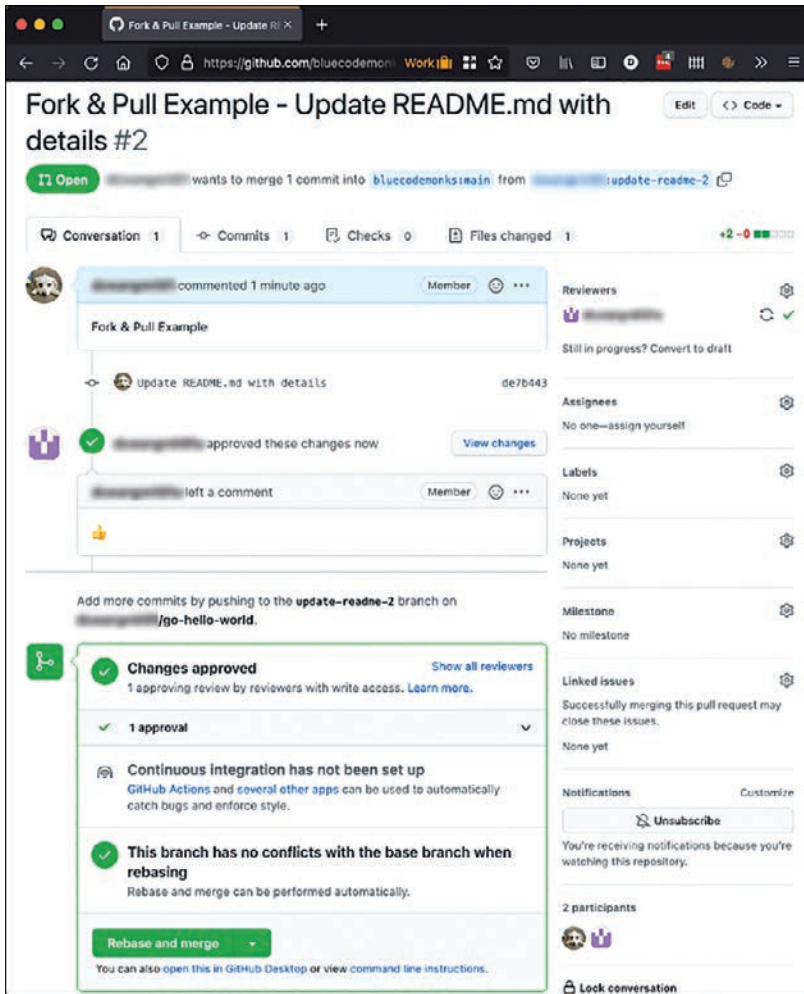 Fork & Pull Example - Update RE
https://github.com/bluecodemon Work
Fork & Pull Example - Update README.md with
details #2
Edit
<> Code
Open
wants to merge 1 commit into bluecodemonks:main from :update-readme-2
Conversation 1
Commits 1
Checks 0
Files changed 1
+2 -0
commented 1 minute ago
Member
Fork & Pull Example
Update README.md with details
de7b443
approved these changes now
View changes
left a comment
Member
Add more commits by pushing to the update-readme-2 branch on
/go-hello-world.
Changes approved
Show all reviewers
1 approving review by reviewers with write access. Learn more.
1 approval
Continuous integration has not been set up
GitHub Actions and several other apps can be used to automatically
catch bugs and enforce style.
This branch has no conflicts with the base branch when
rebasing
Rebase and merge can be performed automatically.
Rebase and merge
You can also open this in GitHub Desktop or view command line instructions.
Reviewers
Still in progress? Convert to draft
Assignees
No one—assign yourself
Labels
None yet
Projects
None yet
Milestone
No milestone
Linked issues
Successfully merging this pull request may
close these issues.
None yet
Notifications
Customize
Unsubscribe
You're receiving notifications because you're
watching this repository.
2 participants
Lock conversation